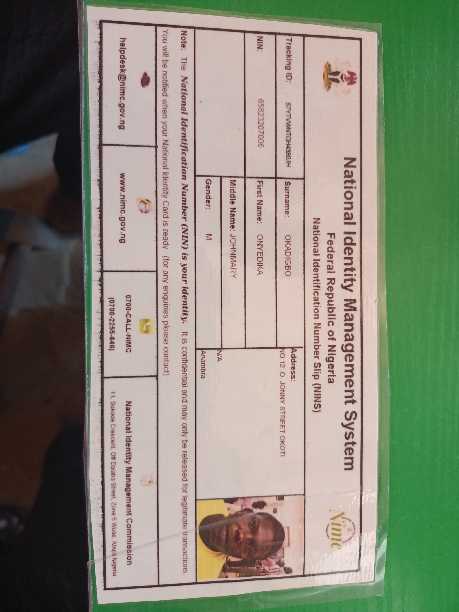 National Identity Management System
Federal Republic of Nigeria
National Identification Number Slip (NINS)
Tracking ID:
Surname: OKADIGBO
Address:
NO 12 O. JONNY STREET OKOTI
NIN: 65823207006
First Name: ONYEDIKA
Middle Name: JOHNMARY
N/A
Gender: M
Anambra
Note: The National Identification Number (NIN) is your identity. It is confidential and may only be released for legitimate transactions.
You will be notified when your National Identity Card is ready (for any enquiries please contact)
helpdesk@nimc.gov.ng
www.nimc.gov.ng
0700-CALL-NIMC
(0700-2255-646)
National Identity Management Commission
11, Sokode Crescent, Off Dalaba Street, Zone 5 Wuse, Abuja Nigeria
Nimc